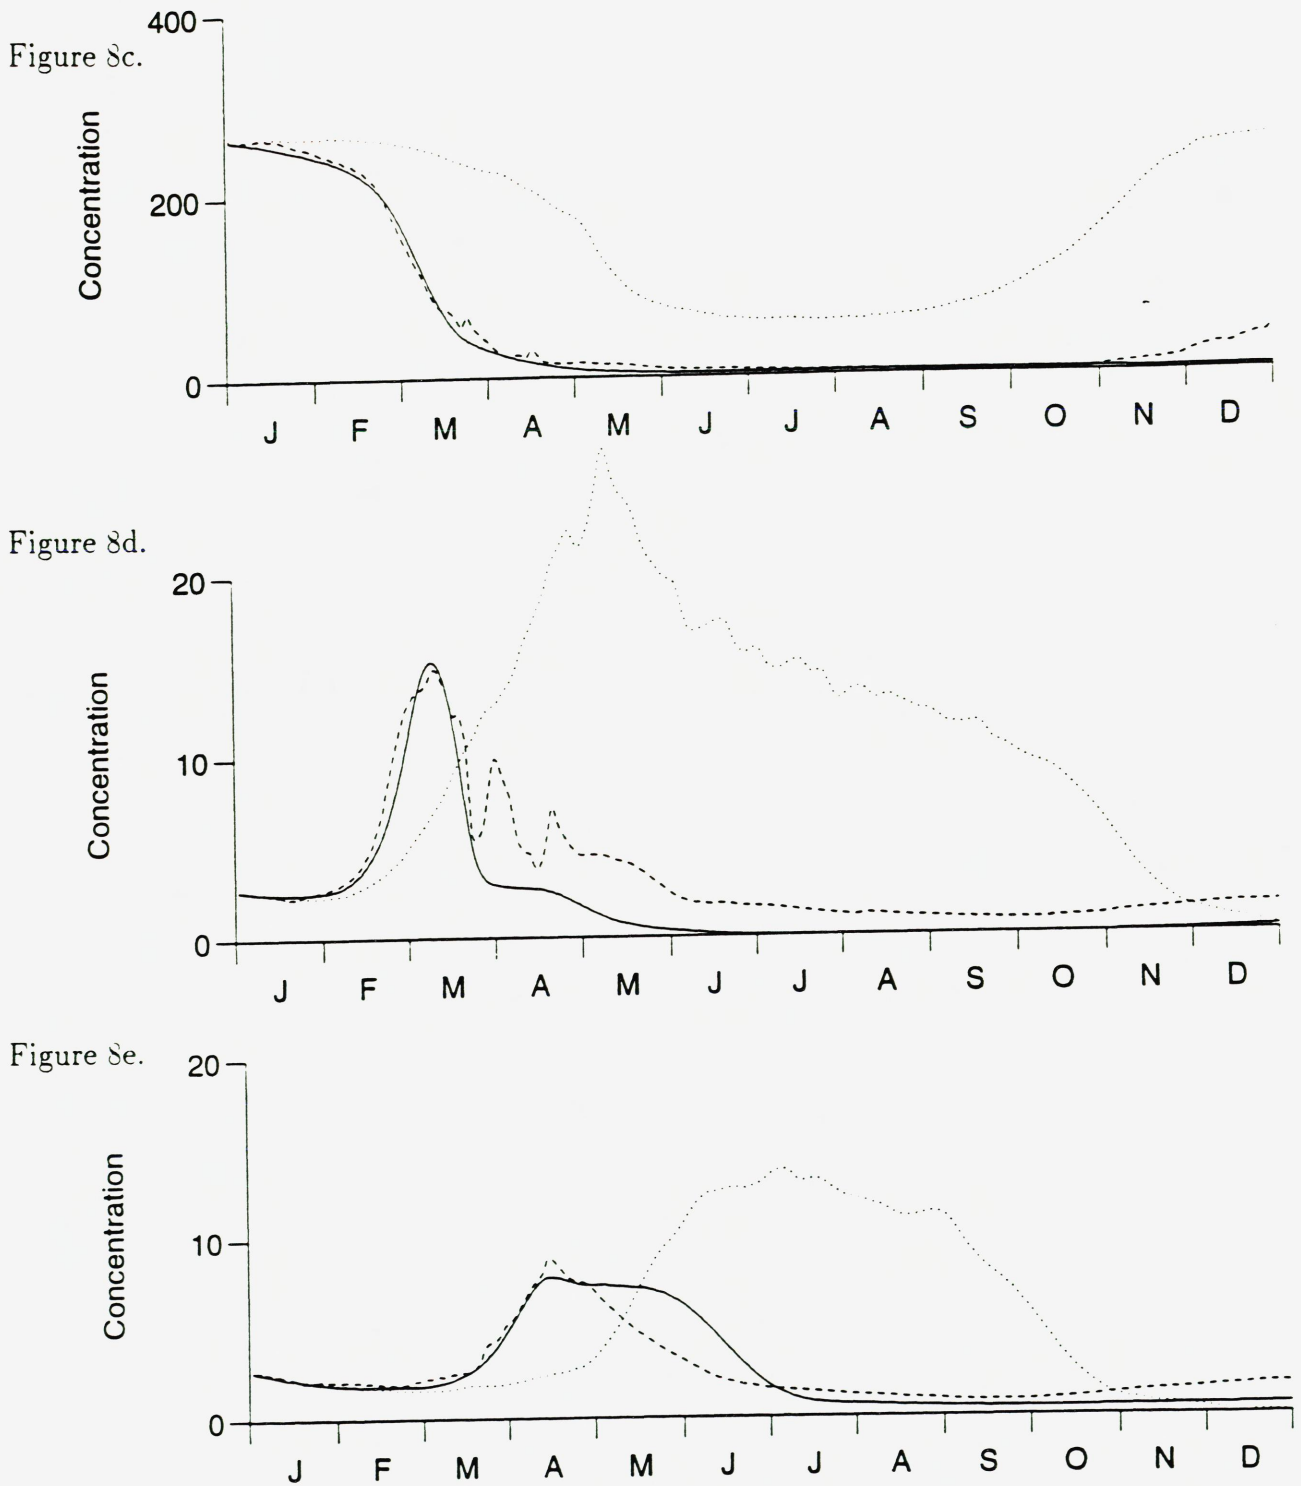 400
Figure 8c.
Concentration
200
0
J F M A M J J A S O N D
Figure 8d.
20
Concentration
10
0
J F M A M J J A S O N D
Figure 8e.
20
Concentration
10
0
J F M A M J J A S O N D